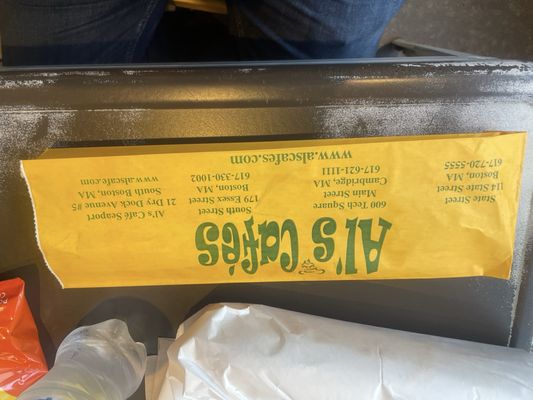 Al's Cafés
State Street
114 State Street
Boston, MA
617-720-5555
600 Tech Square
Main Street
Cambridge, MA
617-621-1111
South Street
179 Essex Street
Boston, MA
617-330-1002
Al's Café Seaport
21 Dry Dock Avenue #5
South Boston, MA
www.alscafe.com
www.alscafes.com